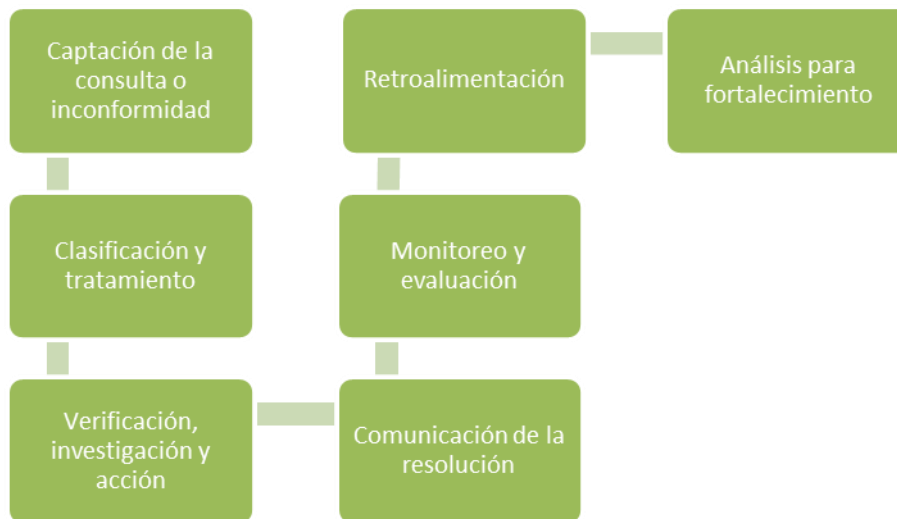 Captación de la
consulta o
inconformidad
Clasificación y
tratamiento
Verificación,
investigación y
acción
Comunicación de la
resolución
Monitoreo y
evaluación
Retroalimentación
Análisis para
fortalecimiento